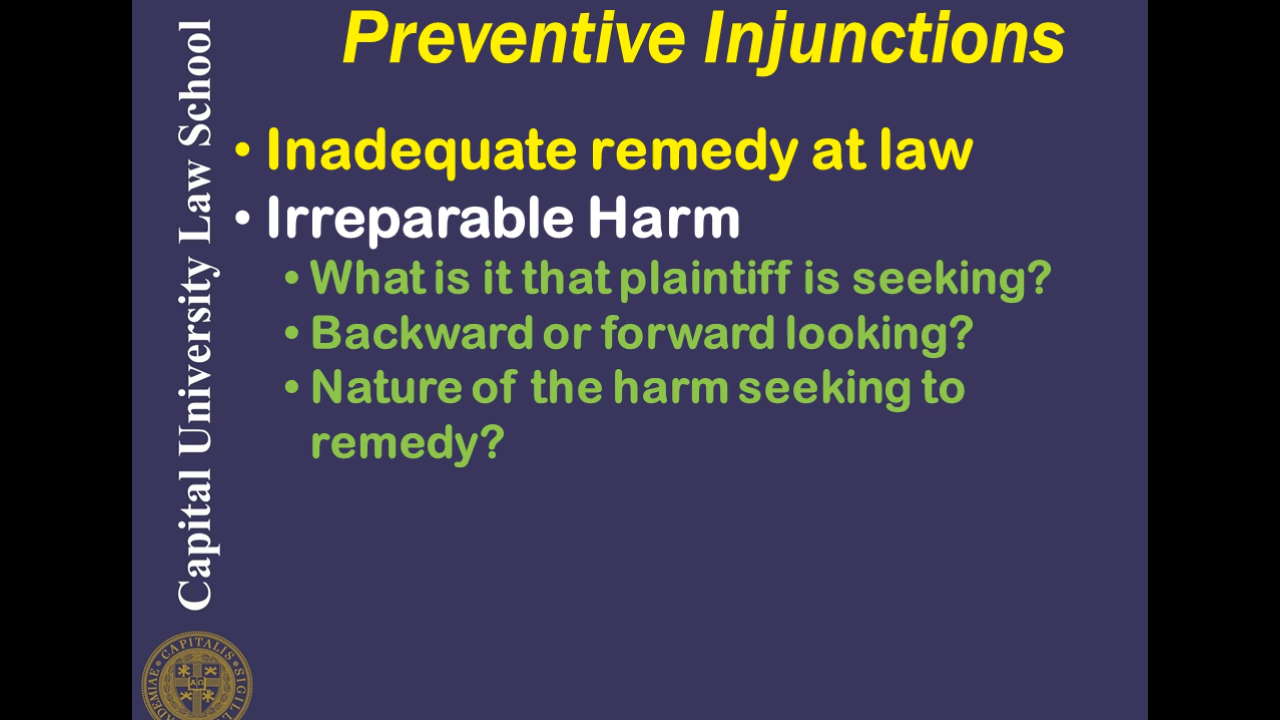 Preventive Injunctions
• Inadequate remedy at law
• Irreparable Harm
• What is it that plaintiff is seeking?
• Backward or forward looking?
• Nature of the harm seeking to
remedy?
Capital University Law School
CAPITALIS